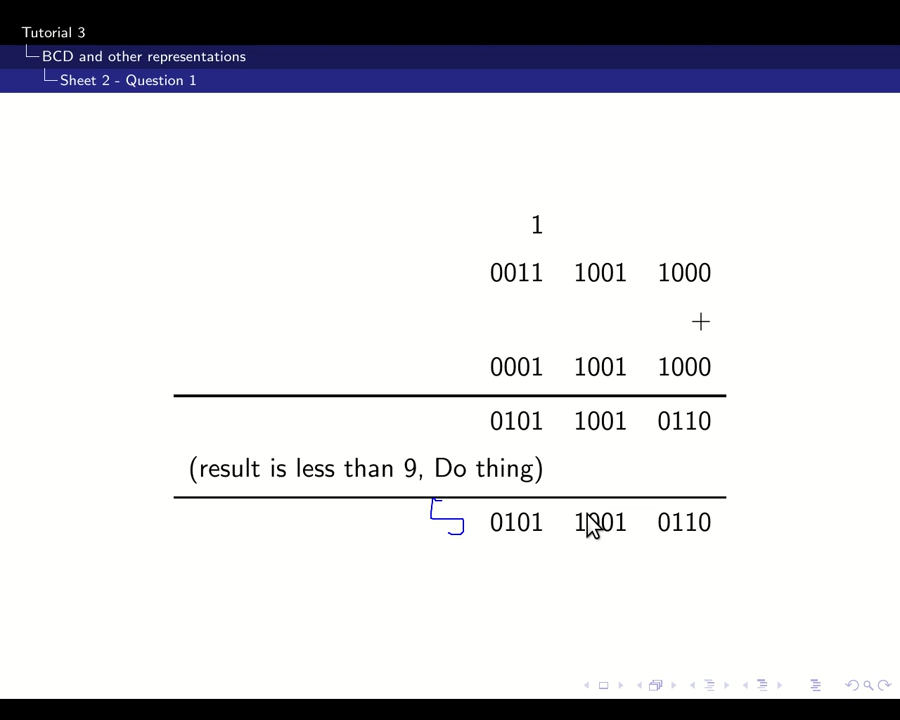 Tutorial 3
BCD and other representations
Sheet 2 - Question 1
1
0011 1001 1000
+
0001 1001 1000
0101 1001 0110
(result is less than 9, Do thing)
5 0101 1001 0110